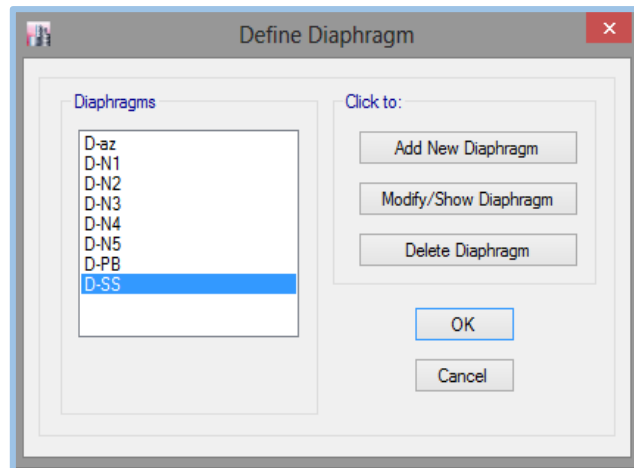 Define Diaphragm
Diaphragms
D-az
D-N1
D-N2
D-N3
D-N4
D-N5
D-PB
D-SS
Click to:
Add New Diaphragm
Modify/Show Diaphragm
Delete Diaphragm
OK
Cancel